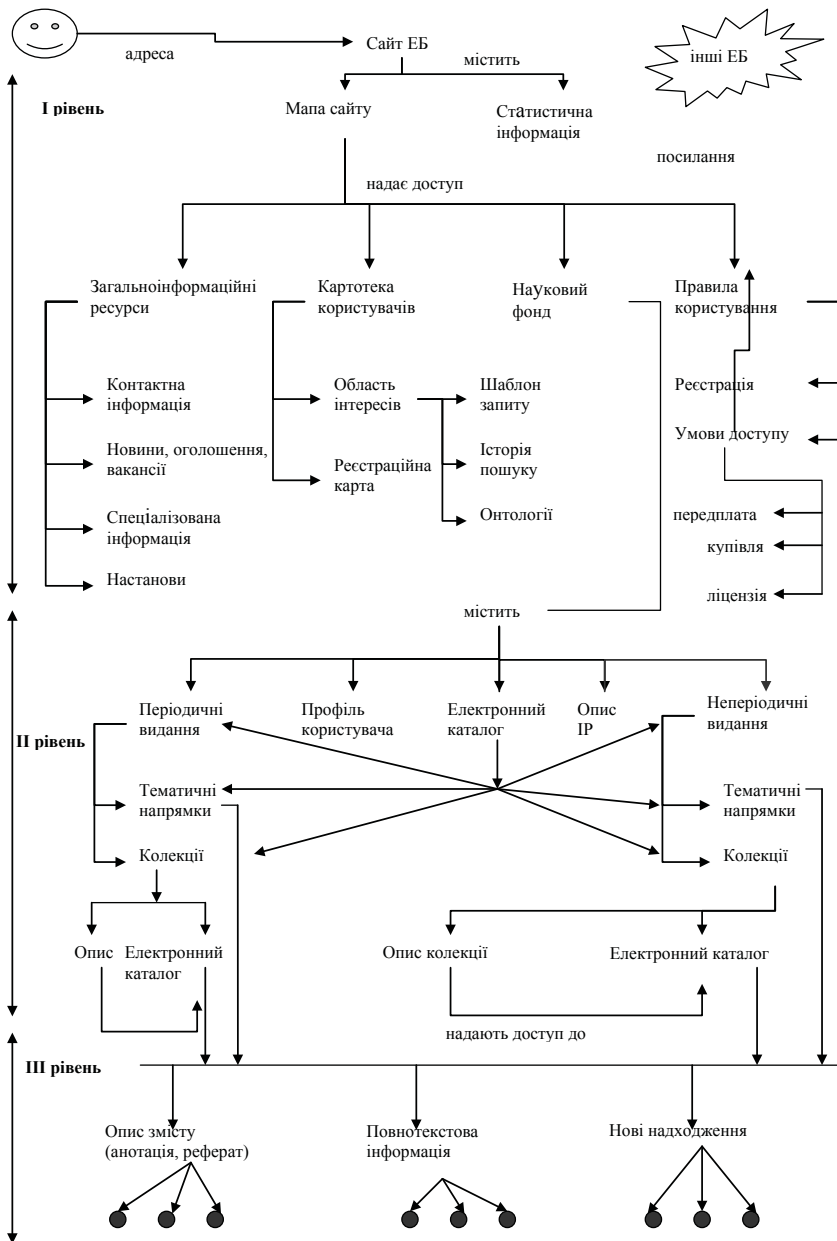 адреса
Сайт ЕБ
містить
інші ЕБ
І рівень
Мапа сайту
Статистична
інформація
посилання
надає доступ
Загальноінформаційні
ресурси
Картотека
користувачів
Науковий
фонд
Правила
користування
Контактна
інформація
Область
інтересів
Шаблон
запиту
Реєстрація
Новини, оголошення,
вакансії
Реєстраційна
карта
Історія
пошуку
Умови доступу
Спеціалізована
інформація
Онтології
передплата
купівля
Настанови
ліцензія
містить
ІІ рівень
Періодичні
видання
Профіль
користувача
Електронний
каталог
Опис
ІР
Неперіодичні
видання
Тематичні
напрямки
Тематичні
напрямки
Колекції
Колекції
Опис
Електронний
каталог
Опис колекції
Електронний каталог
надають доступ до
ІІІ рівень
Опис змісту
(анотація, реферат)
Повнотекстова
інформація
Нові надходження